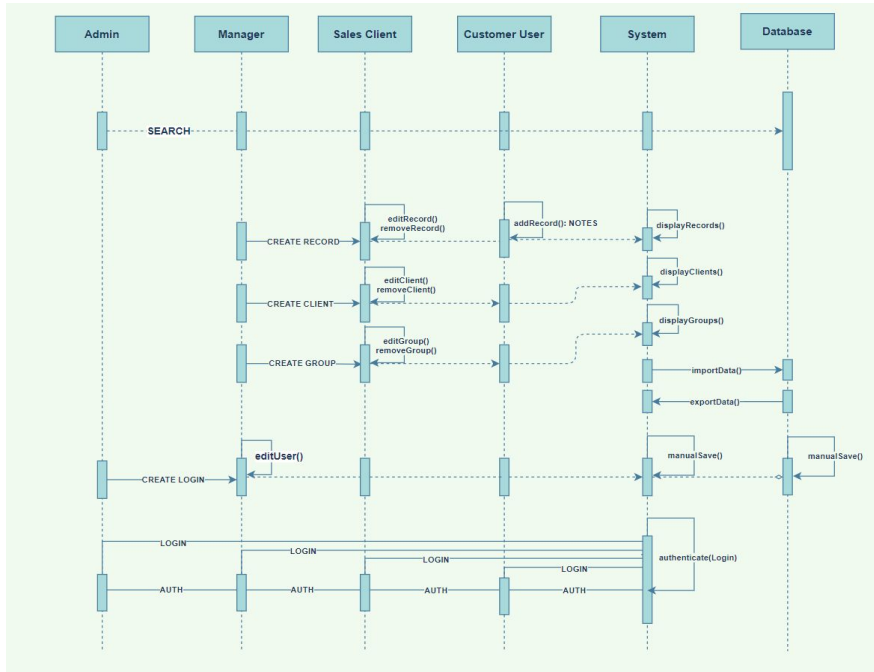 Admin
Manager
Sales Client
Customer User
System
Database
SEARCH
editRecord()
removeRecord()
addRecord(): NOTES
displayRecords()
CREATE RECORD
displayClients()
editClient()
removeClient()
CREATE CLIENT
displayGroups()
editGroup()
removeGroup()
CREATE GROUP
importData()
exportData()
editUser()
manualSave()
manualSave()
CREATE LOGIN
LOGIN
LOGIN
LOGIN
LOGIN
authenticate(Login)
AUTH
AUTH
AUTH
AUTH